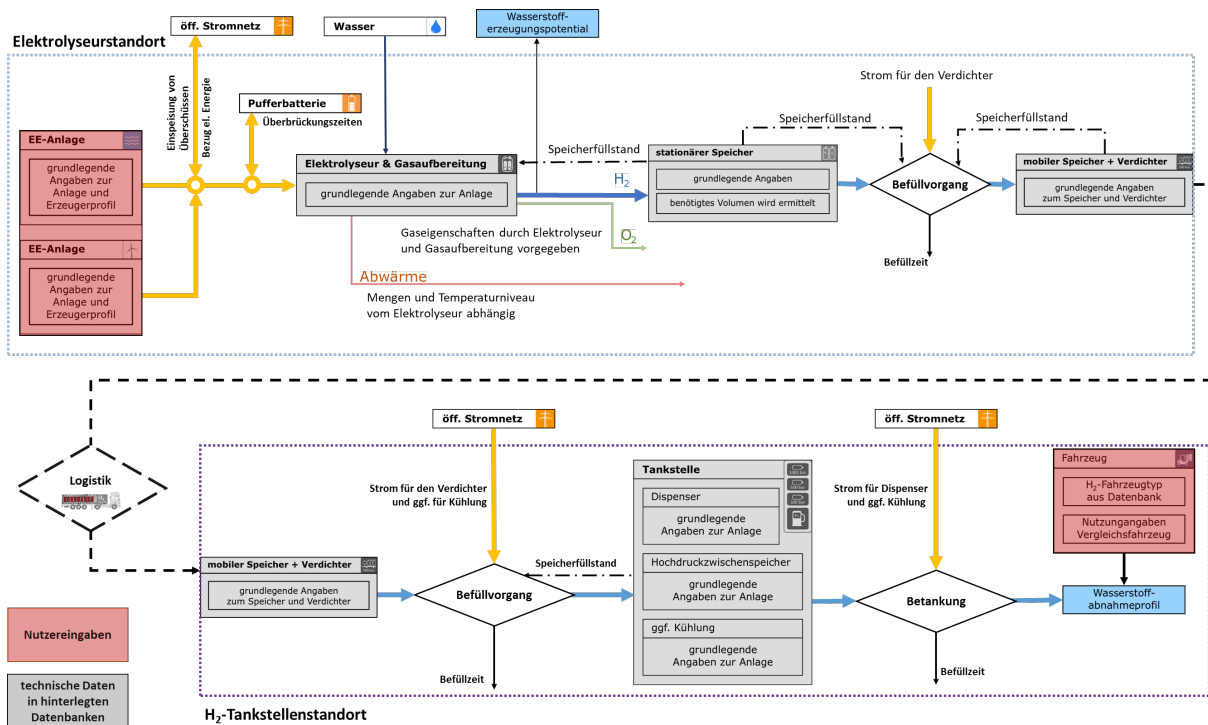 öff. Stromnetz
Wasser
Wasserstoff-
erzeugungspotential
Elektrolyseurstandort
Einspeisung von
Überschüssen
Bezug el. Energie
Pufferbatterie
Überbrückungszeiten
Strom für den Verdichter
Speicherfüllstand
Speicherfüllstand
Speicherfüllstand
EE-Anlage
grundlegende
Angaben zur
Anlage und
Erzeugerprofil
EE-Anlage
grundlegende
Angaben zur
Anlage und
Erzeugerprofil
Elektrolyseur & Gasaufbereitung
grundlegende Angaben zur Anlage
H2
O2
stationärer Speicher
grundlegende Angaben
benötigtes Volumen wird ermittelt
Befüllvorgang
Befüllzeit
mobiler Speicher + Verdichter
grundlegende Angaben
zum Speicher und Verdichter
Gaseigenschaften durch Elektrolyseur
und Gasaufbereitung vorgegeben
Abwärme
Mengen und Temperaturniveau
vom Elektrolyseur abhängig
öff. Stromnetz
öff. Stromnetz
Logistik
Strom für den Verdichter
und ggf. für Kühlung
mobiler Speicher + Verdichter
grundlegende Angaben
zum Speicher und Verdichter
Befüllvorgang
Befüllzeit
Speicherfüllstand
Tankstelle
Dispenser
grundlegende
Angaben zur Anlage
Hochdruckzwischenspeicher
grundlegende
Angaben zur Anlage
ggf. Kühlung
grundlegende
Angaben zur Anlage
Strom für Dispenser
und ggf. Kühlung
Betankung
Befüllzeit
Fahrzeug
H2-Fahrzeugtyp
aus Datenbank
Nutzungangaben
Vergleichsfahrzeug
Wasserstoff-
abnahmeprofil
Nutzereingaben
technische Daten
in hinterlegten
Datenbanken
H2-Tankstellenstandort